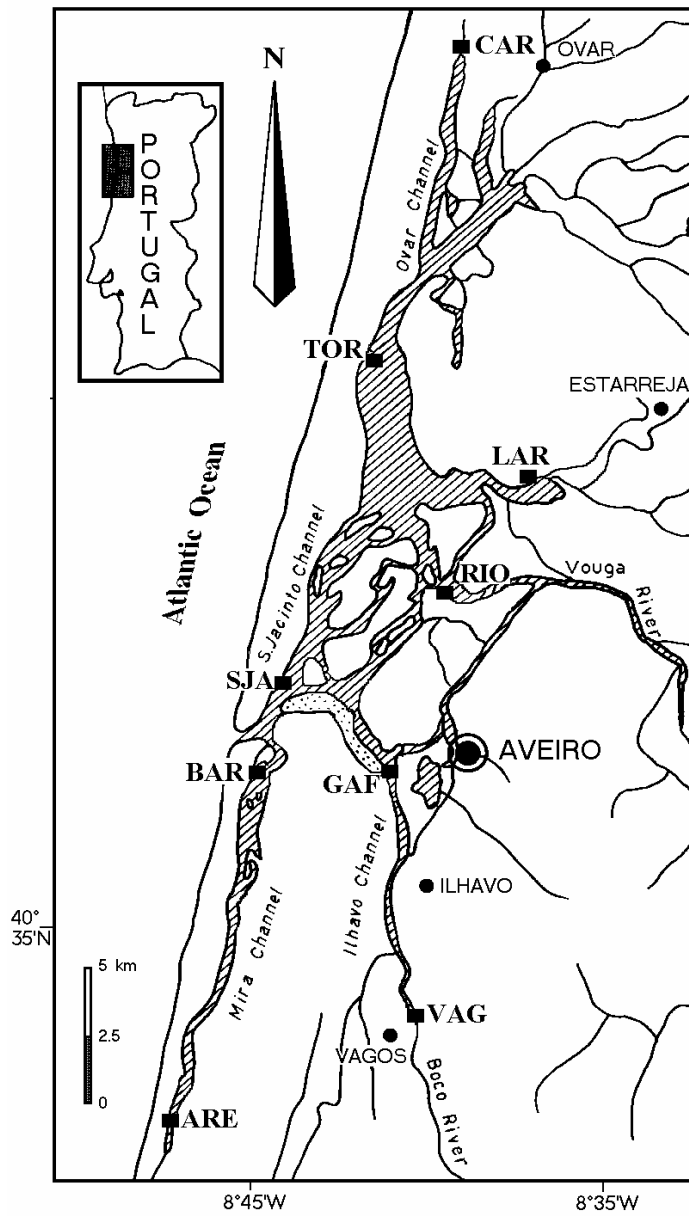 CAR
OVAR
N
PORTUGAL
Ovar Channel
TOR
ESTARREJA
LAR
Atlantic Ocean
S.Jacinto Channel
RIO
Vouga
River
SJA
AVEIRO
BAR
GAF
Ilhavo Channel
ILHAVO
40°
35'N
Mira Channel
5 km
2.5
0
VAG
VAGOS
Boco River
ARE
8°45'W
8°35'W